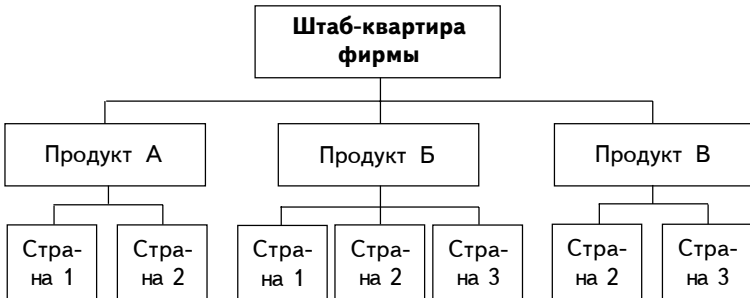 Штаб-квартира
фирмы
Продукт А
Продукт Б
Продукт В
Стра-
на 1
Стра-
на 2
Стра-
на 1
Стра-
на 2
Стра-
на 3
Стра-
на 2
Стра-
на 3